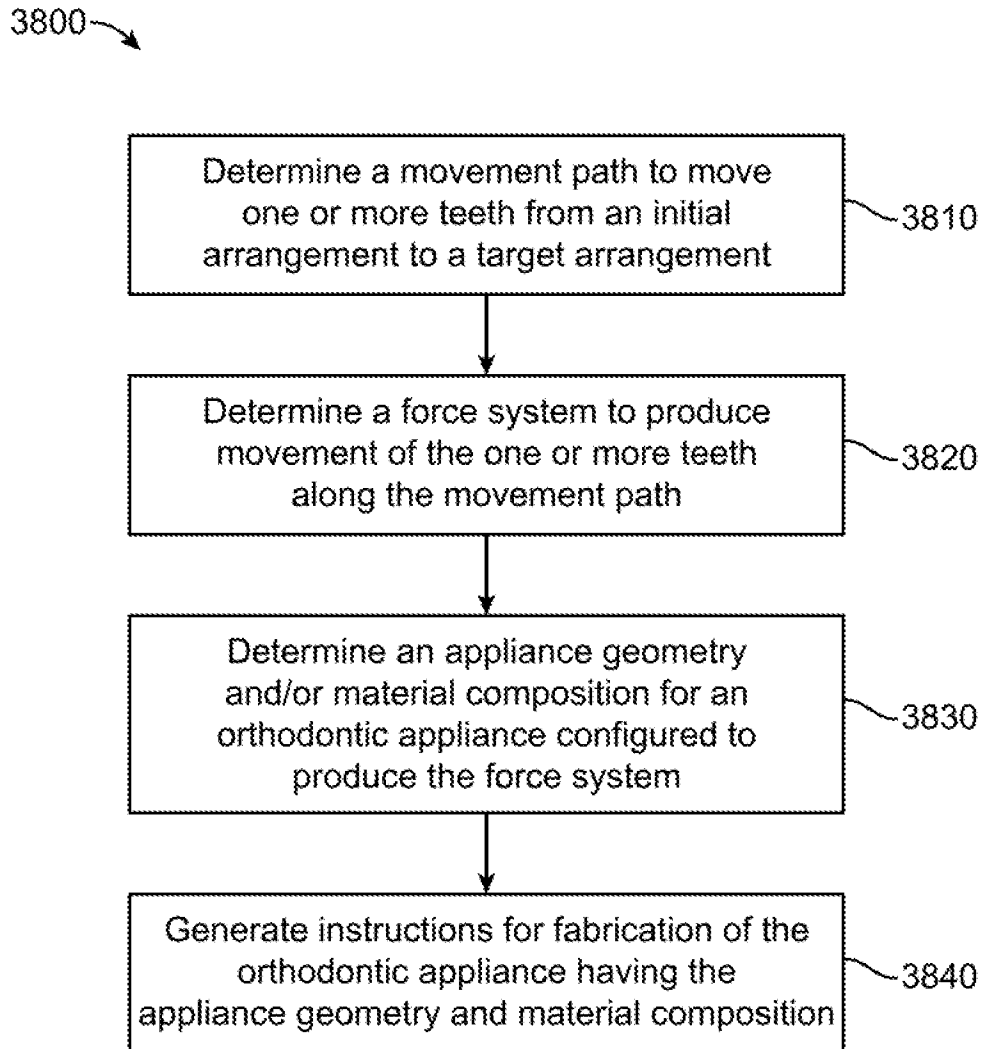 3800
Determine a movement path to move
one or more teeth from an initial
arrangement to a target arrangement
3810
Determine a force system to produce
movement of the one or more teeth
along the movement path
3820
Determine an appliance geometry
and/or material composition for an
orthodontic appliance configured to
produce the force system
3830
Generate instructions for fabrication of the
orthodontic appliance having the
appliance geometry and material composition
3840